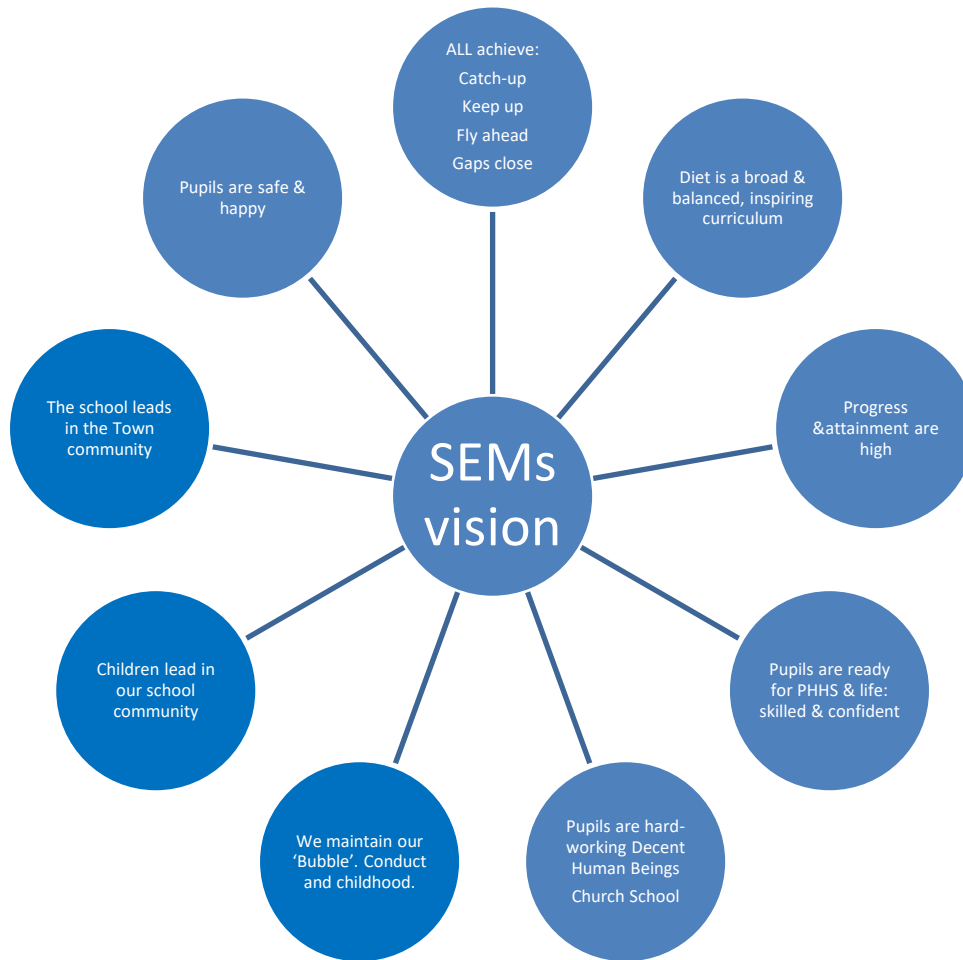 ALL achieve:
Catch-up
Keep up
Fly ahead
Gaps close
Diet is a broad &
balanced, inspiring
curriculum
Progress
&attainment are
high
Pupils are ready
for PHHS & life:
skilled & confident
Pupils are hard-
working Decent
Human Beings
Church School
We maintain our
‘Bubble’. Conduct
and childhood.
Children lead in
our school
community
The school leads
in the Town
community
Pupils are safe &
happy
SEMs
vision